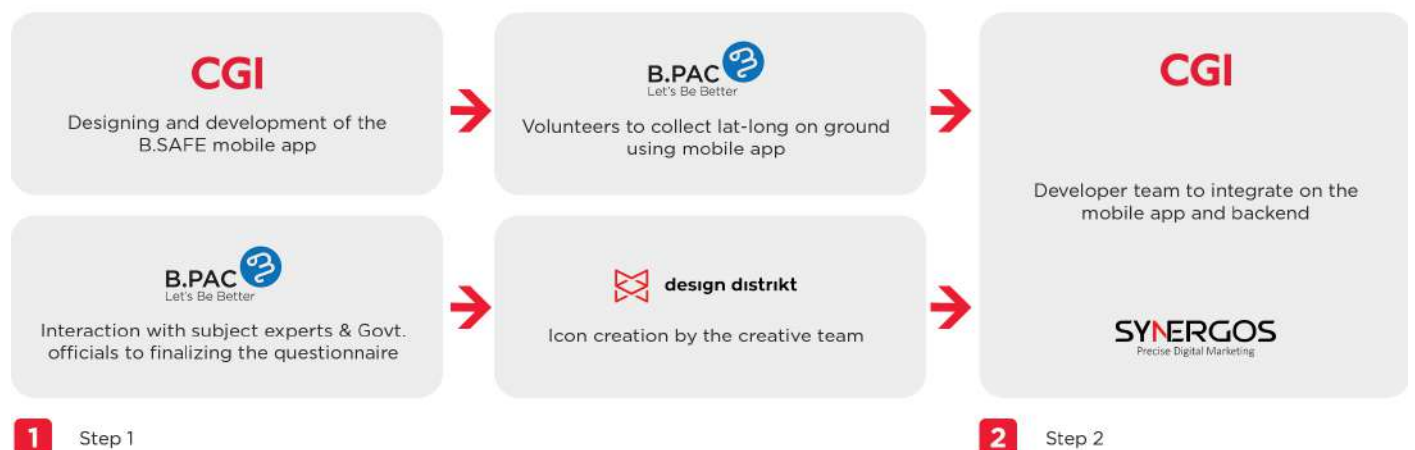 CGI
Designing and development of the
B.SAFE mobile app
B.PAC
Let's Be Better
Volunteers to collect lat-long on ground
using mobile app
CGI
Developer team to integrate on the
mobile app and backend
SYNERGOS
Precise Digital Marketing
B.PAC
Let's Be Better
Interaction with subject experts & Govt.
officials to finalizing the questionnaire
design distrikt
Icon creation by the creative team
1 Step 1
2 Step 2